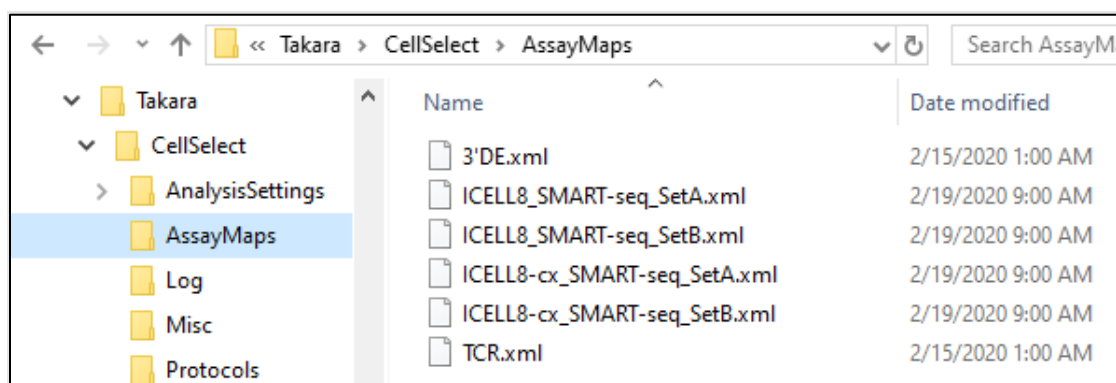 « Takara > CellSelect > AssayMaps
Search AssayM
Takara
CellSelect
AnalysisSettings
AssayMaps
Log
Misc
Protocols
Name Date modified
3'DE.xml 2/15/2020 1:00 AM
ICELL8_SMART-seq_SetA.xml 2/19/2020 9:00 AM
ICELL8_SMART-seq_SetB.xml 2/19/2020 9:00 AM
ICELL8-cx_SMART-seq_SetA.xml 2/19/2020 9:00 AM
ICELL8-cx_SMART-seq_SetB.xml 2/19/2020 9:00 AM
TCR.xml 2/15/2020 1:00 AM